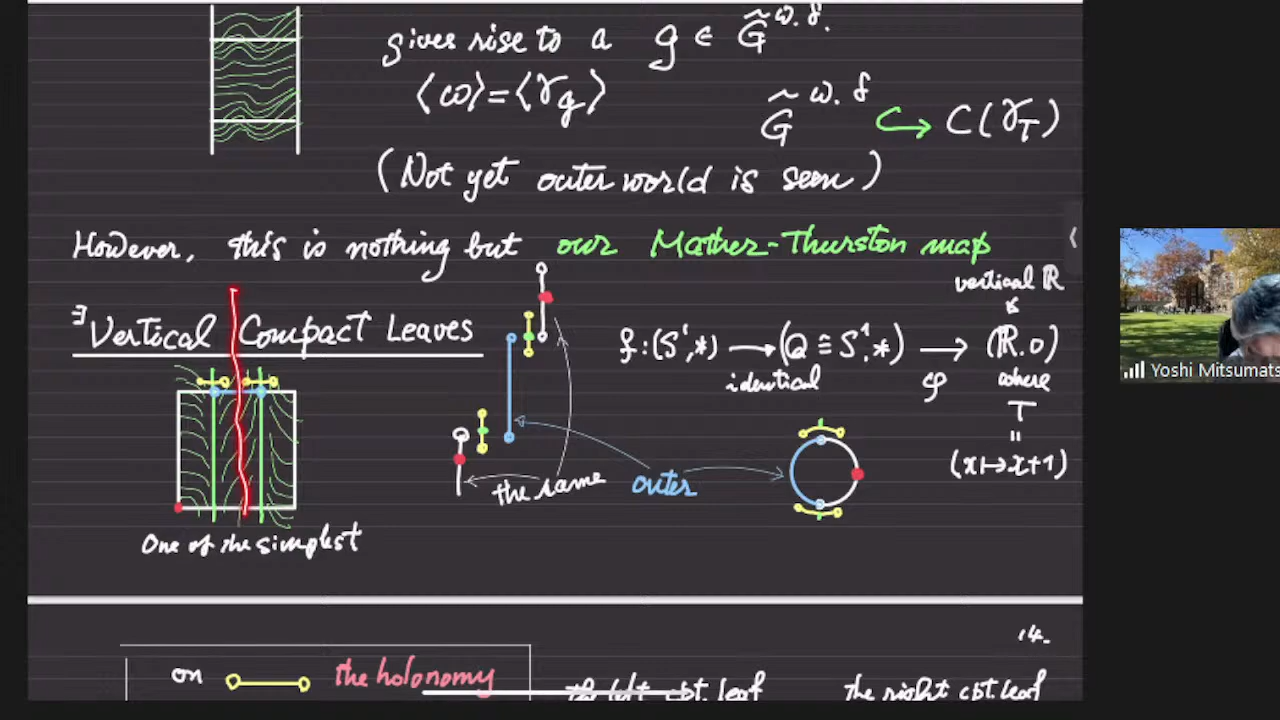 gives rise to a g ∈ G̃^ω.δ.
⟨ω⟩=⟨γ_g⟩
G̃^ω.δ ↪ C(γ_T)
(Not yet outer world is seen)
However, this is nothing but our Mather-Thurston map
∃Vertical Compact Leaves
vertical ℝ
f:(S¹,*) ⟶ (Q ≅ S¹,*) ⟶ (ℝ.0)
identical φ where
T
=
(x↦x+1)
the same
outer
One of the simplest
Yoshi Mitsumats
14.
on the holonomy
the left cpt. leaf
the right cpt. leaf